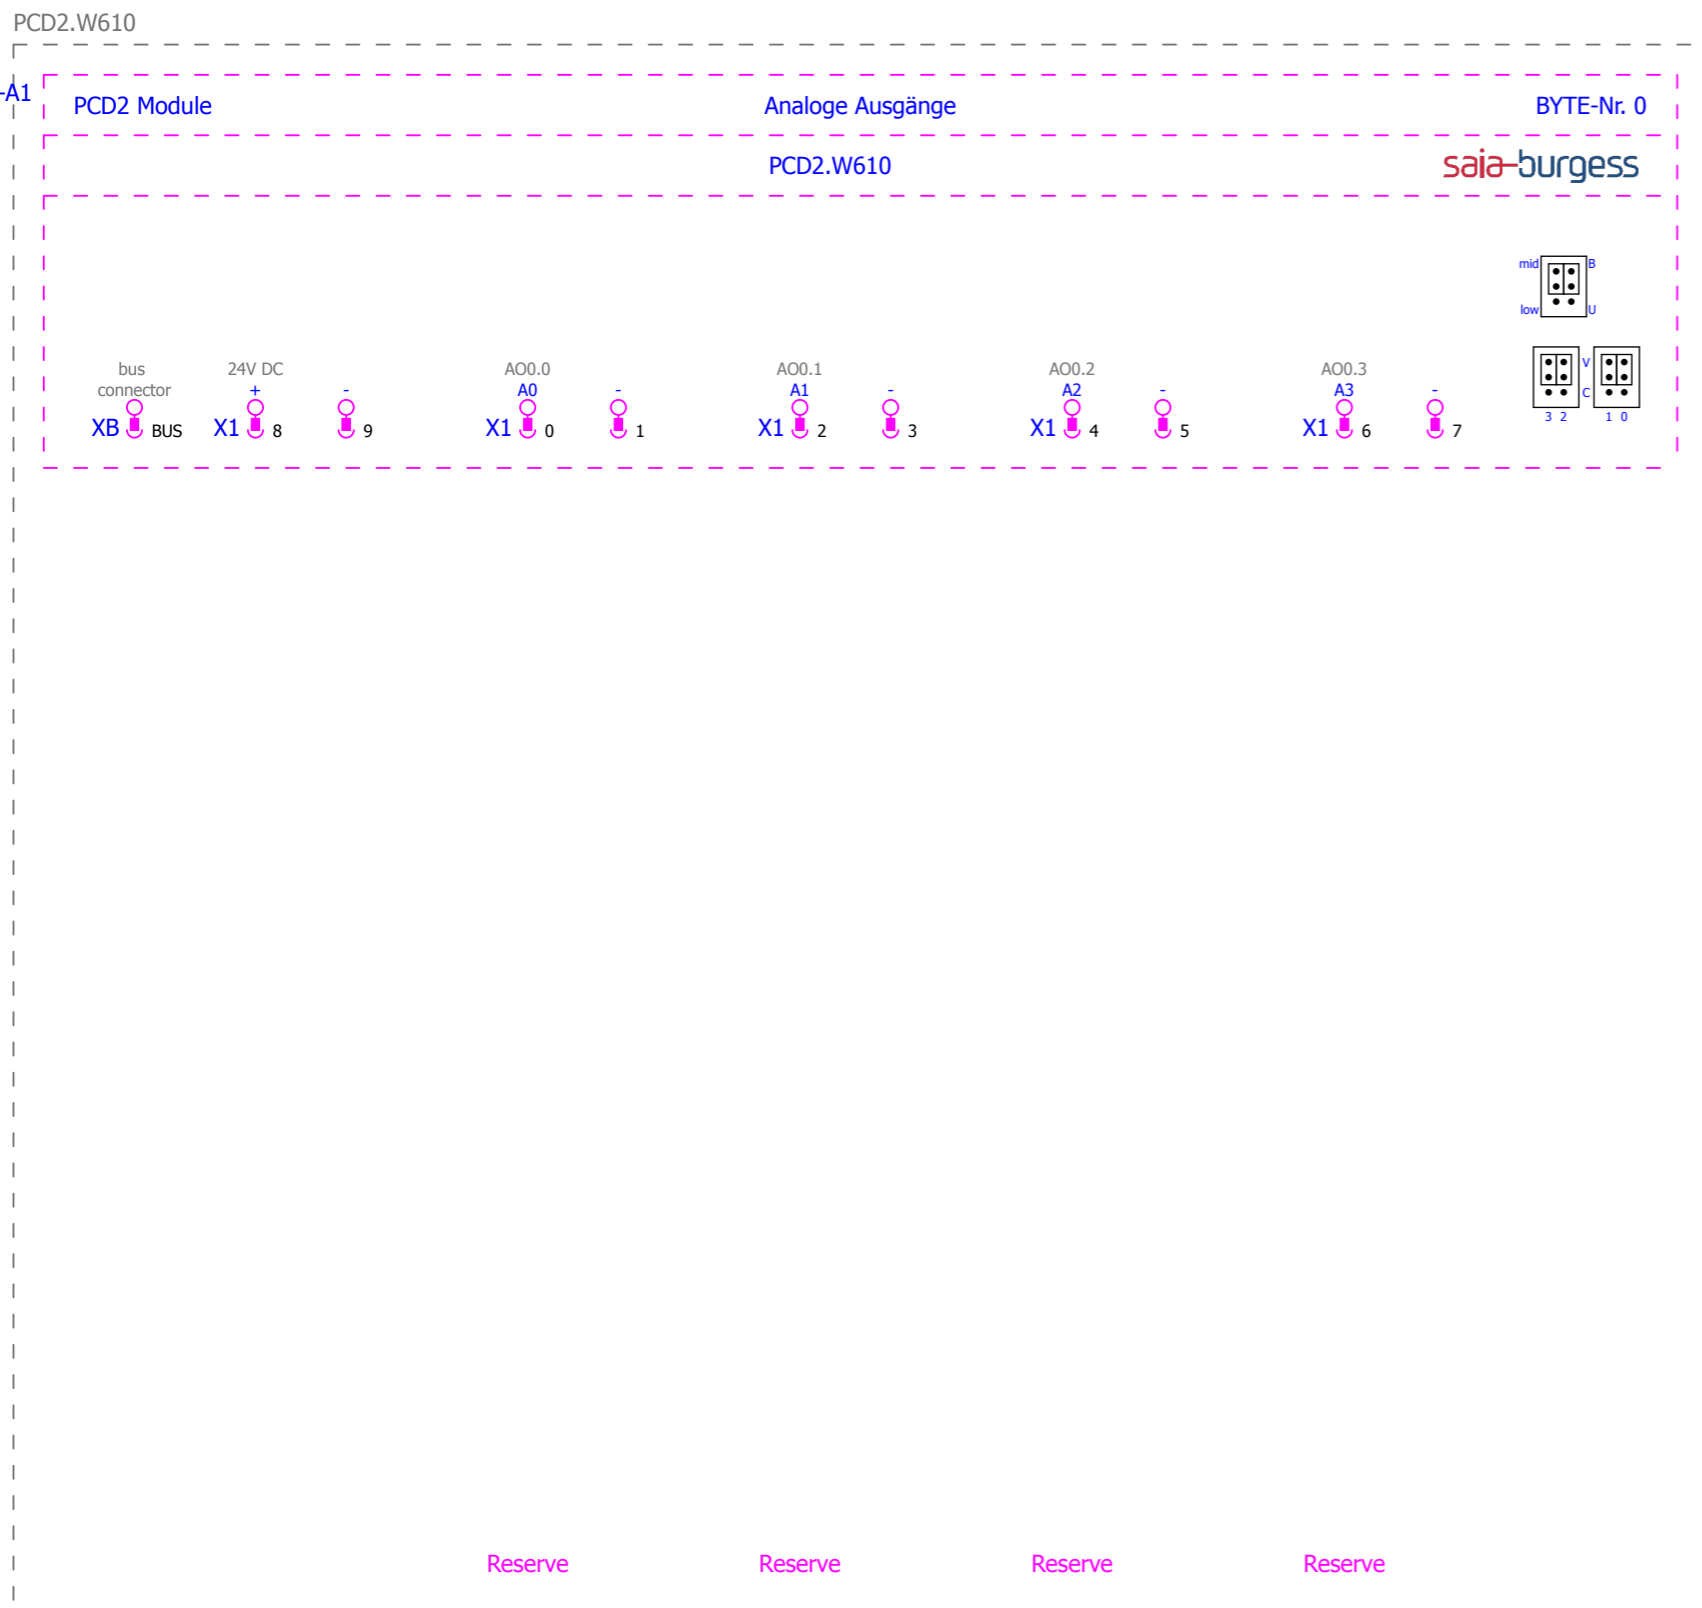 PCD2.W610
-A1
PCD2 Module Analoge Ausgänge BYTE-Nr. 0
PCD2.W610 saia-burgess
mid B
low U
bus 24V DC AO0.0 AO0.1 AO0.2 AO0.3
connector + - A0 - A1 - A2 - A3 -
V
C
XB BUS X1 8 9 X1 0 1 X1 2 3 X1 4 5 X1 6 7
3 2 1 0
Reserve Reserve Reserve Reserve